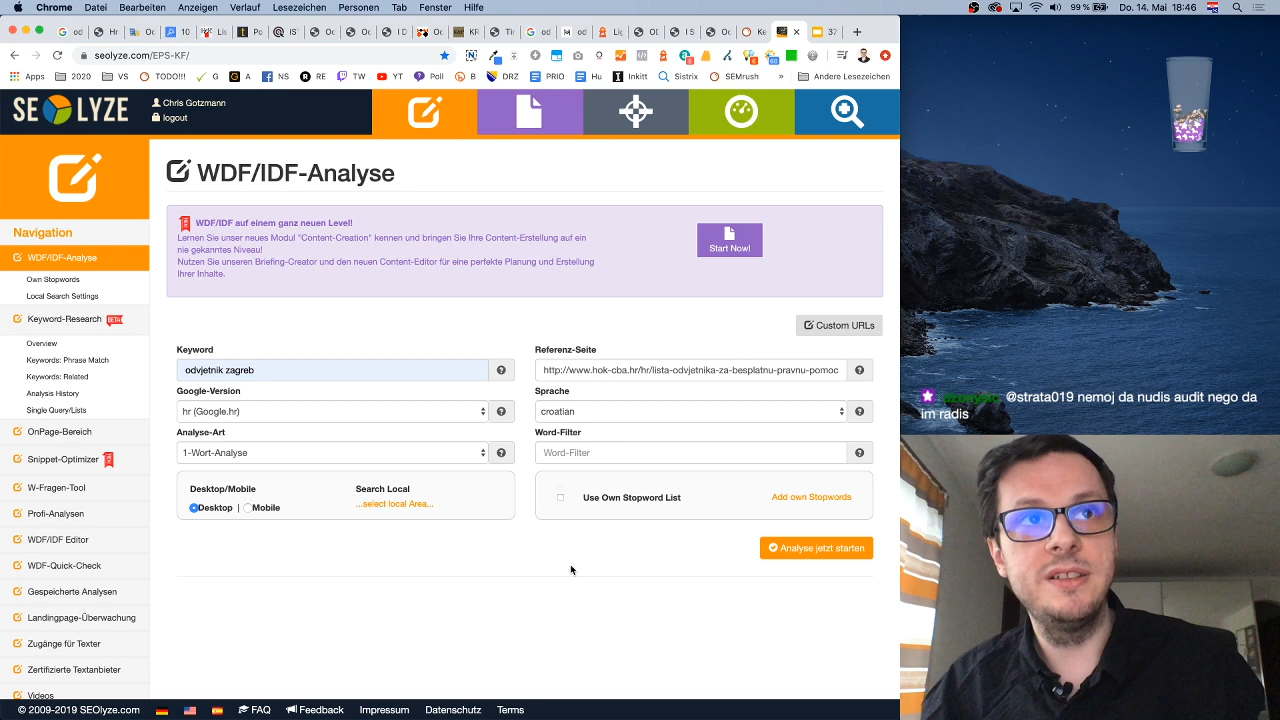 Chrome Ablage Bearbeiten Anzeigen Verlauf Lesezeichen Personen Tab Fenster Hilfe
99% Do. 14. Mai 18:46
seolyze.com/EPS-KF/
Apps 2020 VS TODO!!! G A RS RE TW YT Poll B DRZ PRIO Hu Inkitt Sistrix SEMrush » Andere Lesezeichen
SEOLYZE
Chris Gotzmann
logout
Navigation
WDF/IDF-Analyse
Own Stopwords
Local Search Settings
Keyword-Research BETA
Overview
Keywords: Phrase Match
Keywords: Related
Analysis History
Single Query/Lists
OnPage-Bereich
Snippet-Optimizer
W-Fragen-Tool
Profi-Analysen
WDF/IDF Editor
WDF-Quick-Check
Gespeicherte Analysen
Landingpage-Überwachung
Zugänge für Texter
Zertifizierte Textanbieter
Videos
WDF/IDF-Analyse
WDF/IDF auf einem ganz neuen Level!
Lernen Sie unser neues Modul "Content-Creation" kennen und bringen Sie Ihre Content-Erstellung auf ein
nie gekanntes Niveau!
Nutzen Sie unseren Briefing-Creator und den neuen Content-Editor für eine perfekte Planung und Erstellung
Ihrer Inhalte.
Start Now!
Custom URLs
Keyword
odvjetnik zagreb
Referenz-Seite
http://www.hok-cba.hr/hr/lista-odvjetnika-za-besplatnu-pravnu-pomoc
Google-Version
hr (Google.hr)
Sprache
croatian
Analyse-Art
1-Wort-Analyse
Word-Filter
Word-Filter
Desktop/Mobile
Desktop | Mobile
Search Local
...select local Area...
Use Own Stopword List
Add own Stopwords
Analyse jetzt starten
© 2009-2019 SEOlyze.com FAQ Feedback Impressum Datenschutz Terms
@strata019 nemoj da nudis audit nego da
im radis